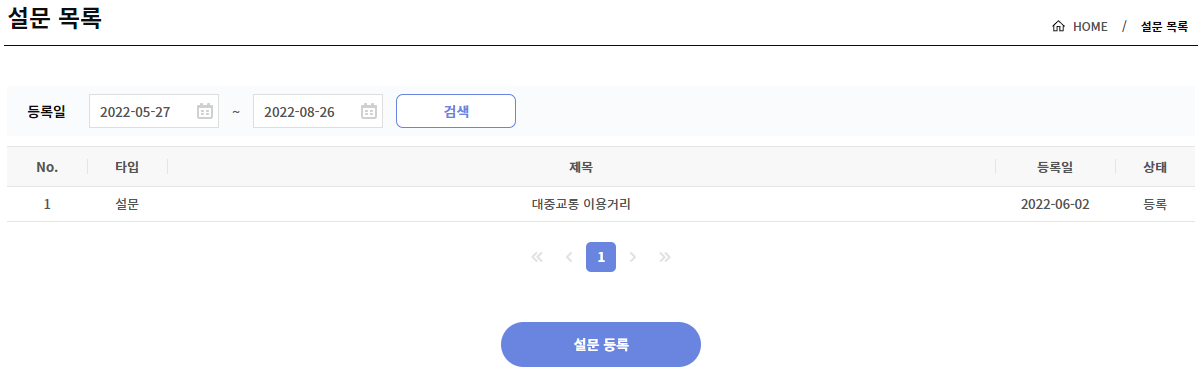 설문 목록
HOME / 설문 목록
등록일 2022-05-27 ~ 2022-08-26 검색
No. 타입 제목 등록일 상태
1 설문 대중교통 이용거리 2022-06-02 등록
« ‹ 1 › »
설문 등록